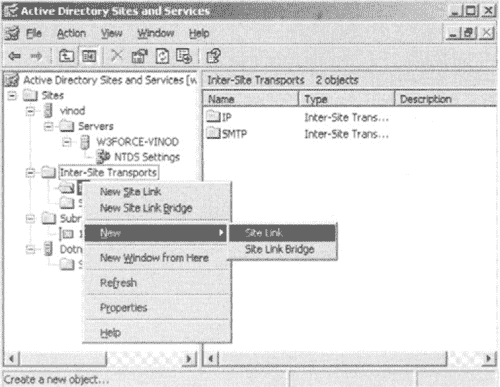 Active Directory Sites and Services
File Action View Window Help
Active Directory Sites and Services [w
Sites
vinod
Servers
W3FORCE-VINOD
NTDS Settings
Inter-Site Transports
I
S
Subr
1
Dotn
S
Inter-Site Transports 2 objects
Name Type Description
IP Inter-Site Trans...
SMTP Inter-Site Trans...
New Site Link
New Site Link Bridge
New
New Window from Here
Refresh
Properties
Help
Site Link
Site Link Bridge
Create a new object...